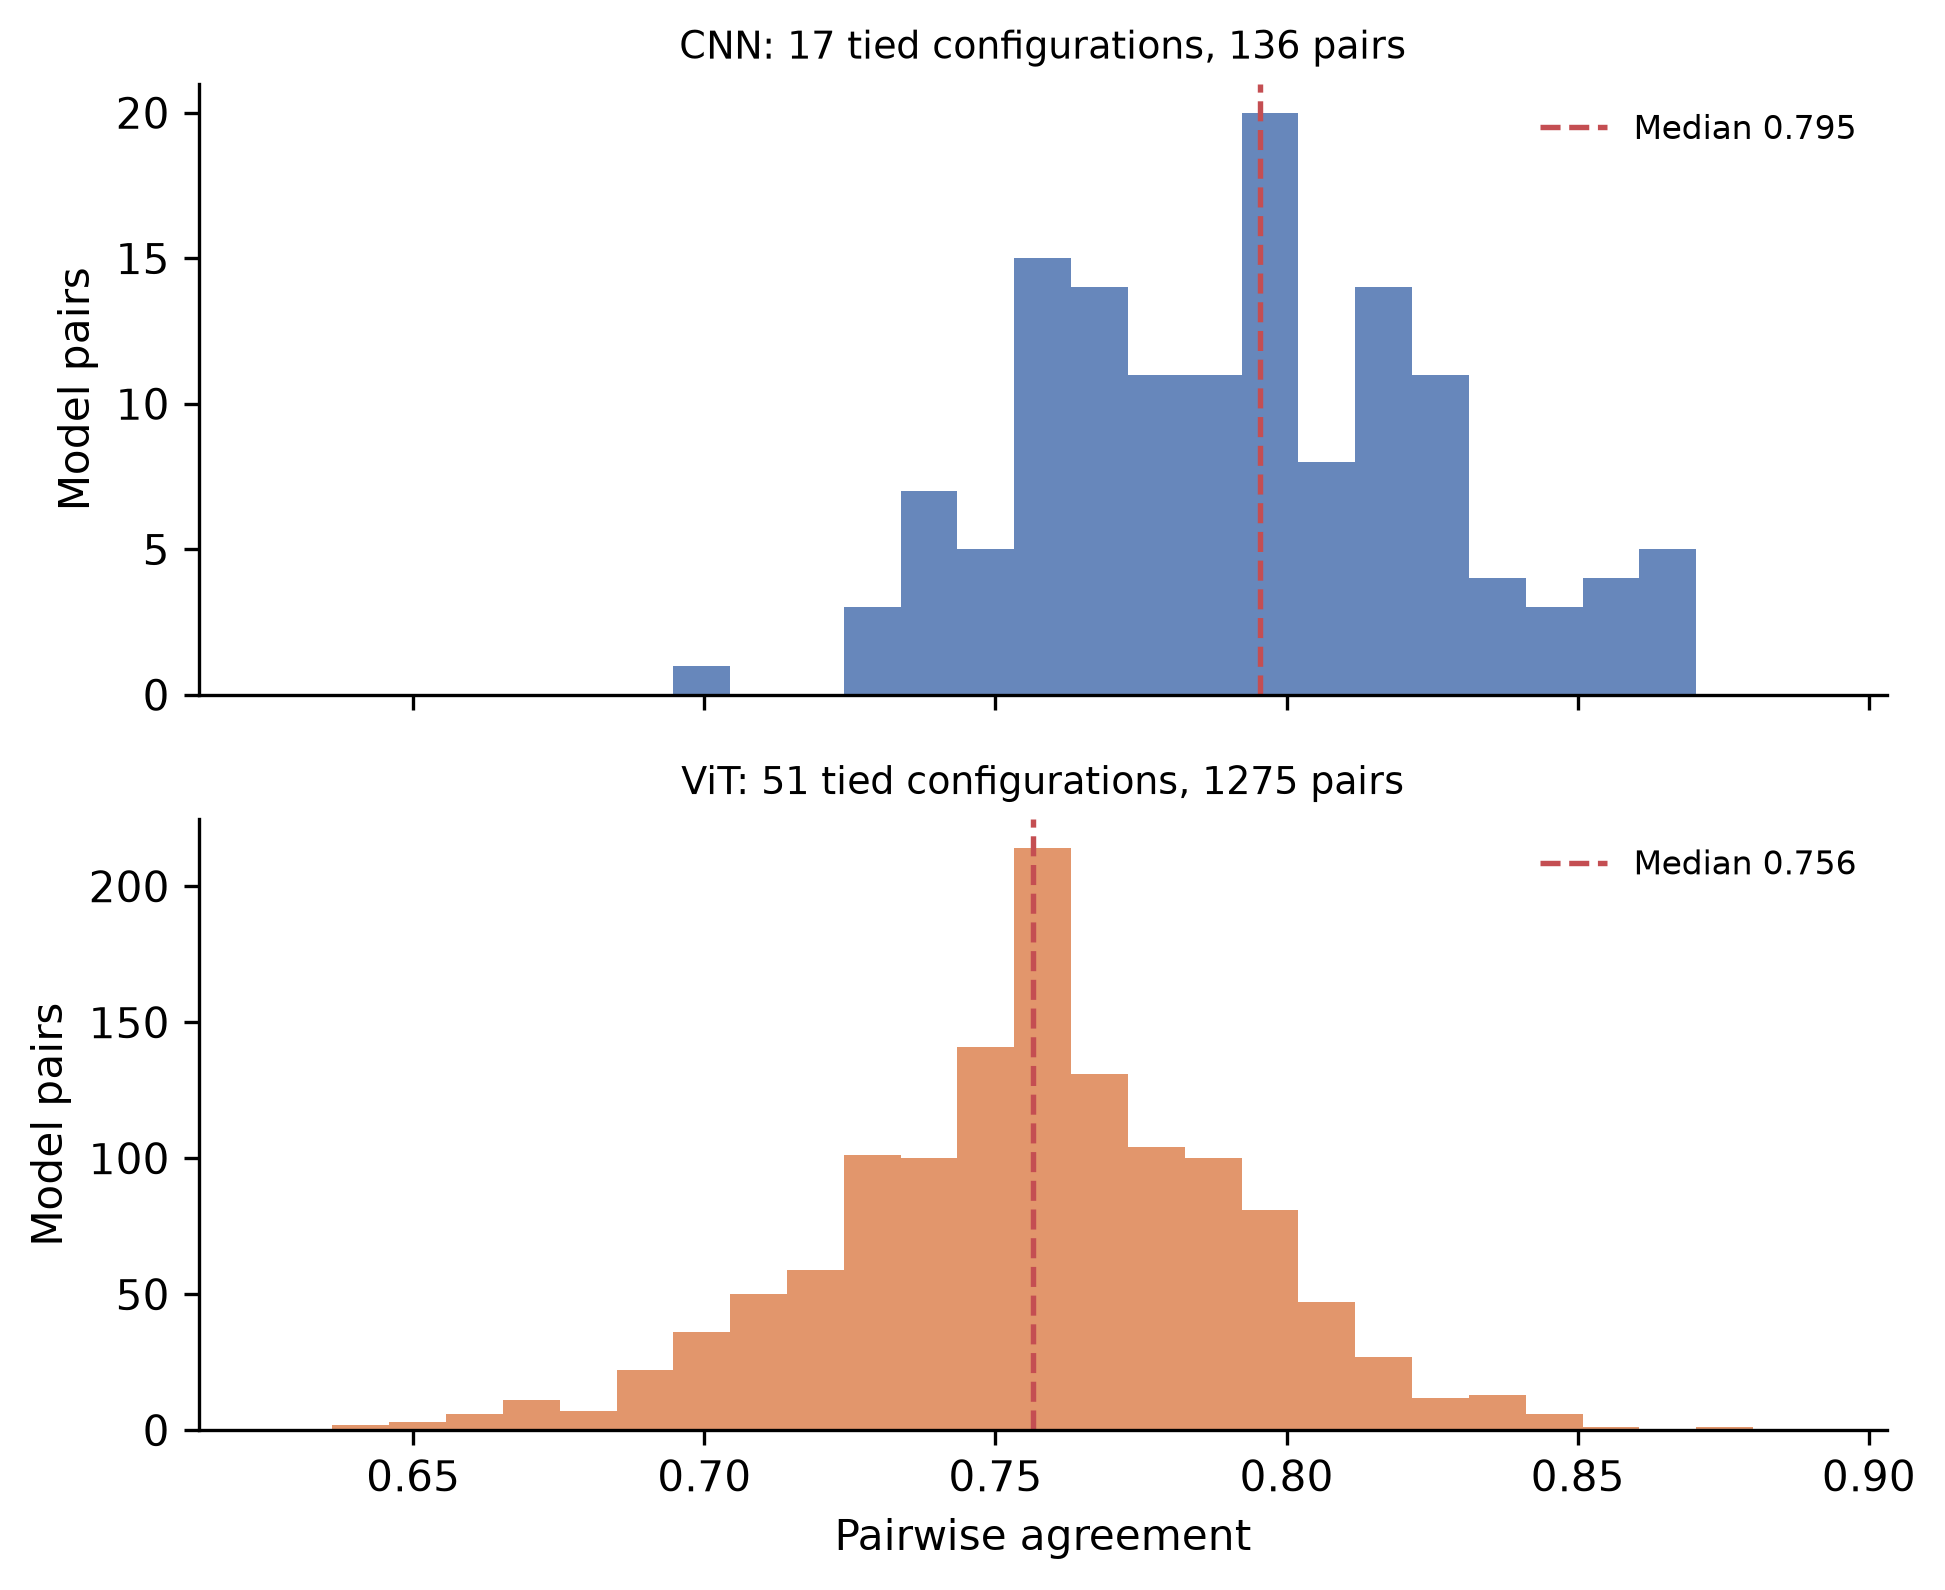 CNN: 17 tied configurations, 136 pairs
20
15
10
5
0
Model pairs
Median 0.795
ViT: 51 tied configurations, 1275 pairs
200
150
100
50
0
Model pairs
Median 0.756
0.65 0.70 0.75 0.80 0.85 0.90
Pairwise agreement